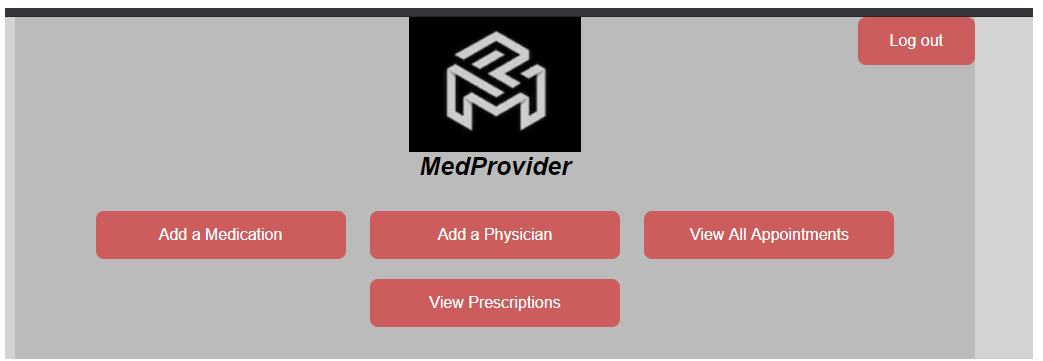 Log out
MedProvider
Add a Medication
Add a Physician
View All Appointments
View Prescriptions